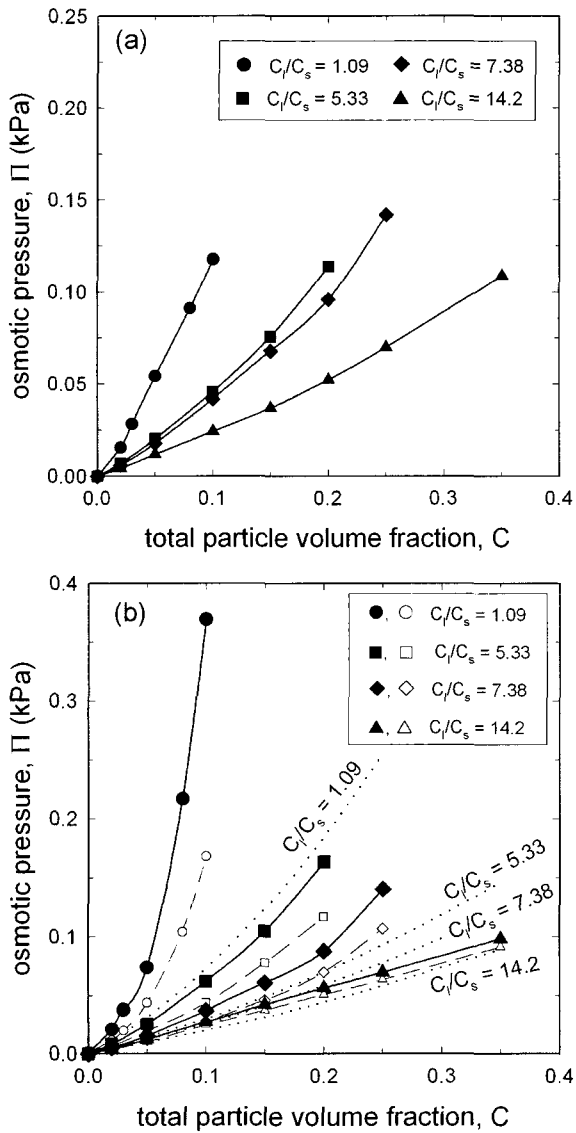 (a)
C_l/C_s = 1.09
C_l/C_s = 7.38
C_l/C_s = 5.33
C_l/C_s = 14.2
osmotic pressure, Π (kPa)
0.25
0.20
0.15
0.10
0.05
0.00
0.0 0.1 0.2 0.3 0.4
total particle volume fraction, C
(b)
, C_l/C_s = 1.09
, C_l/C_s = 5.33
, C_l/C_s = 7.38
, C_l/C_s = 14.2
osmotic pressure, Π (kPa)
0.4
0.3
0.2
0.1
0.0
C_l/C_s = 1.09
C_l/C_s = 5.33
C_l/C_s = 7.38
C_l/C_s = 14.2
0.0 0.1 0.2 0.3 0.4
total particle volume fraction, C